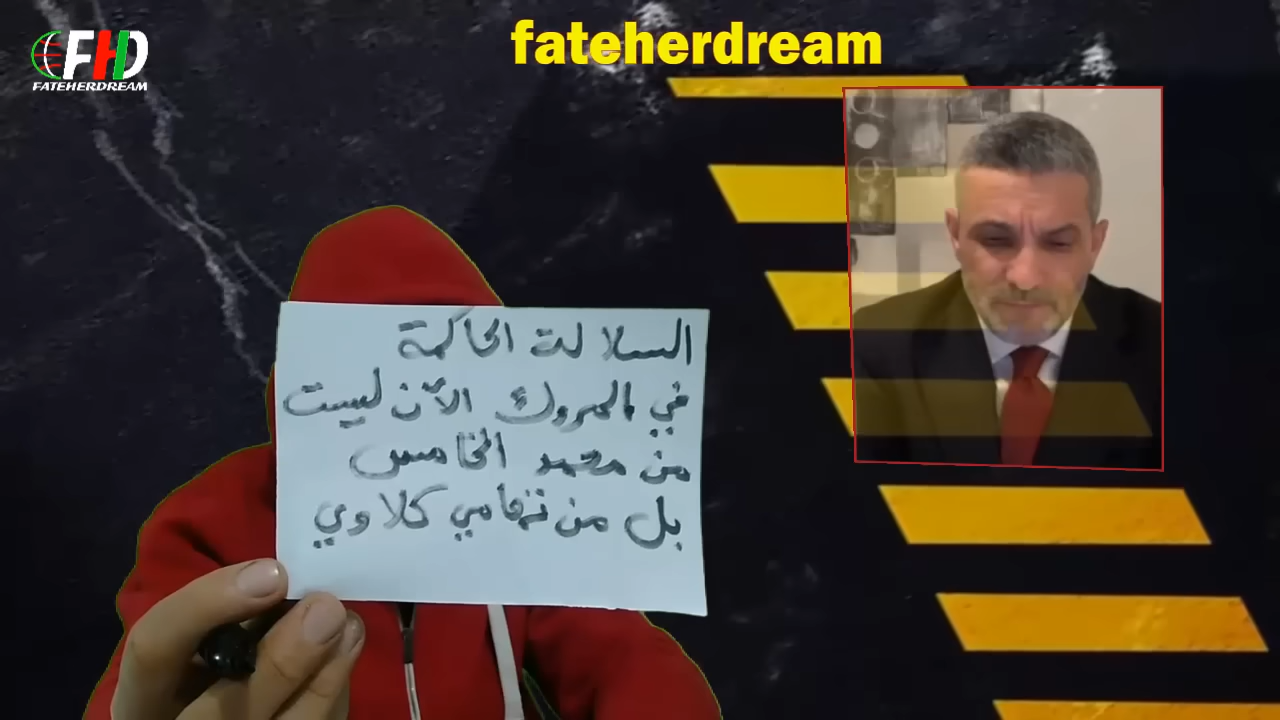 FHD
FATEHERDREAM
fateherdream
السلالة الحاكمة
في المروك الآن ليست
من محمد الخامس
بل من تهامي كلاوي